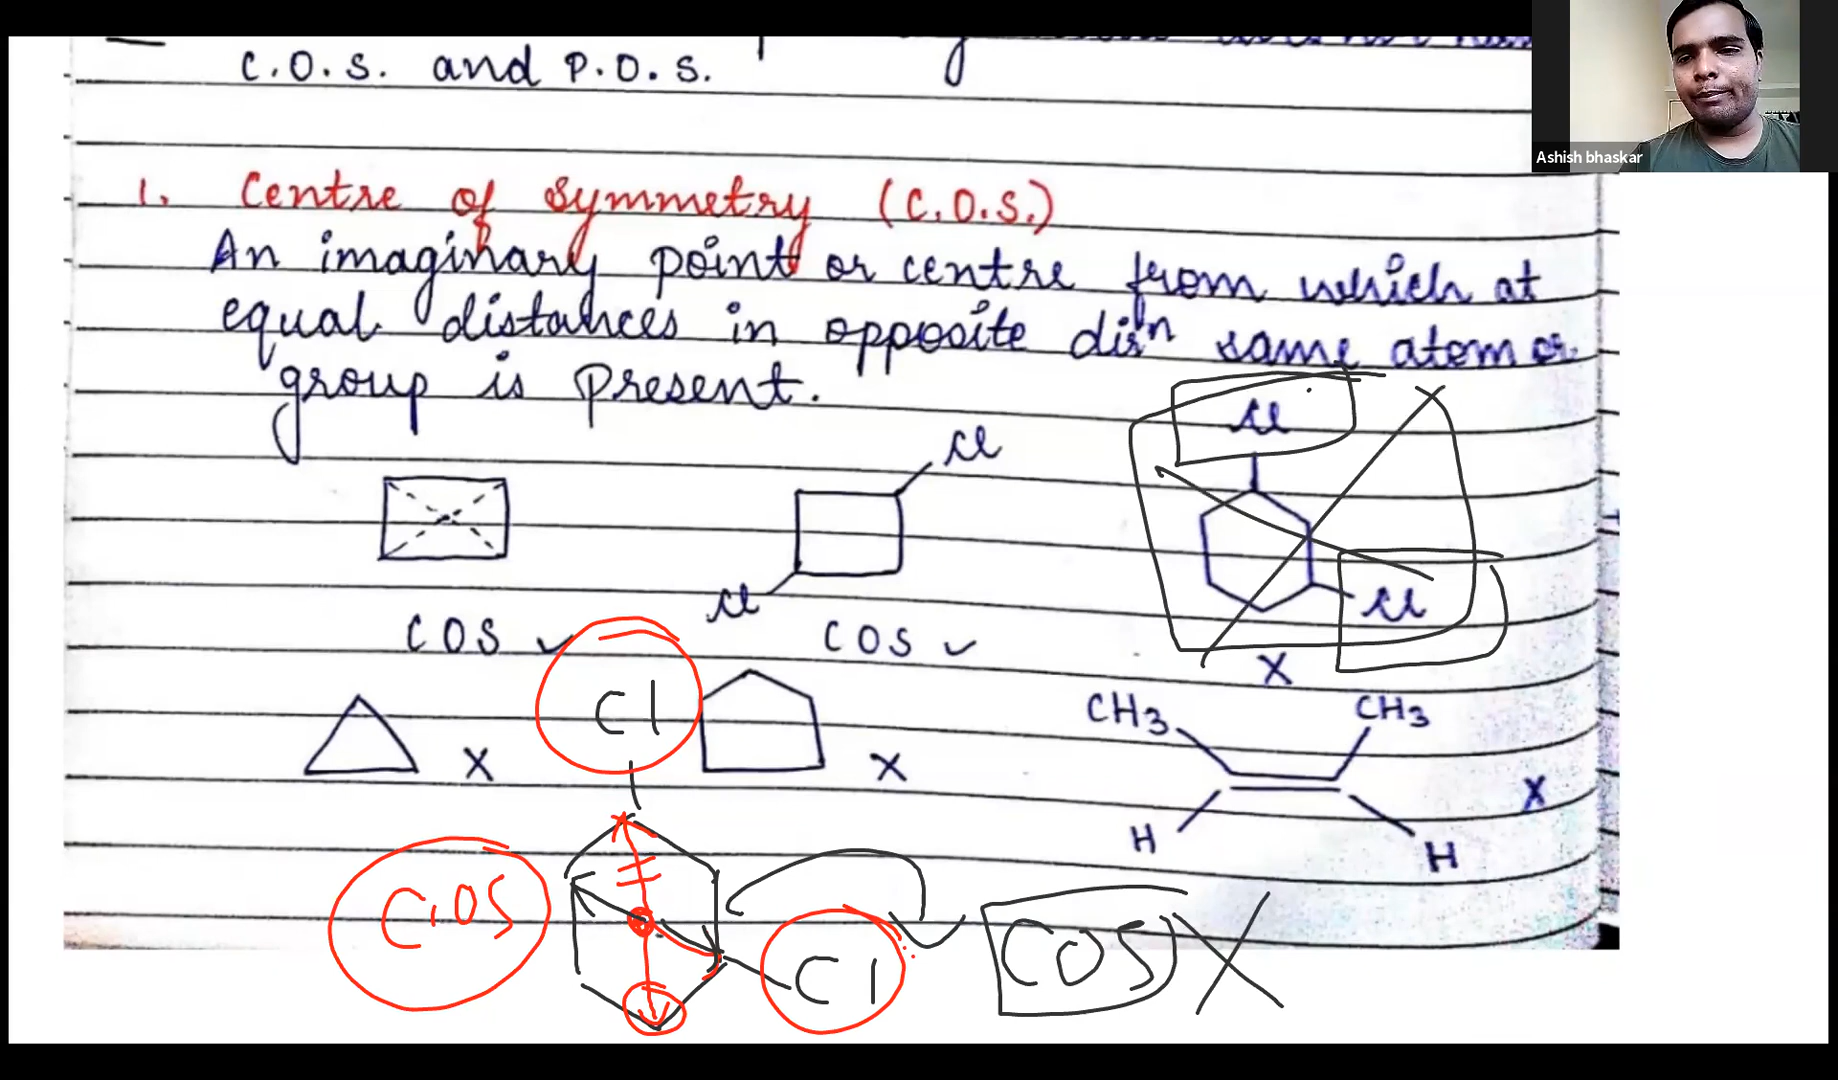 C.O.S. and P.O.S.
Ashish bhaskar
1. Centre of Symmetry (C.O.S.)
An imaginary point or centre from which at
equal distances in opposite dirn same atom or
group is present.
Cl
Cl
Cl
Cl
COS ✓
COS ✓
X
Cl
X
X
CH3
CH3
H
H
X
C.OS
Cl
COS X